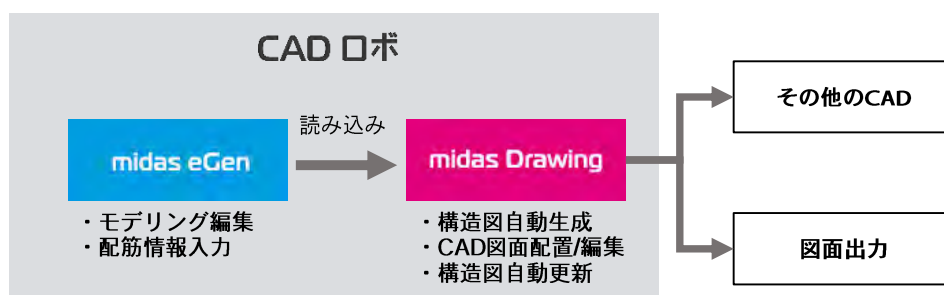 CAD ロボ
読み込み
midas eGen
midas Drawing
・モデリング編集
・配筋情報入力
・構造図自動生成
・CAD図面配置/編集
・構造図自動更新
その他のCAD
図面出力